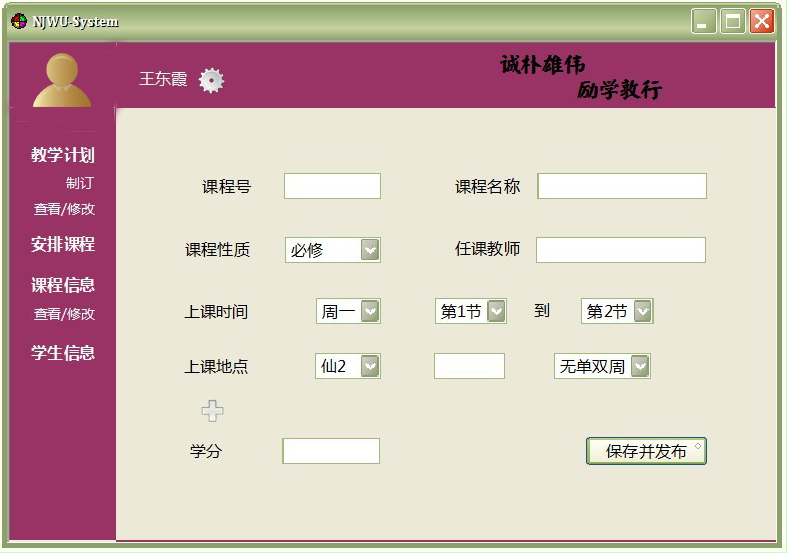 NJWU-System
王东霞
诚朴雄伟
励学敦行
教学计划
制订
查看/修改
安排课程
课程信息
查看/修改
学生信息
课程号
课程名称
课程性质 必修
任课教师
上课时间 周一 第1节 到 第2节
上课地点 仙2 无单双周
学分
保存并发布